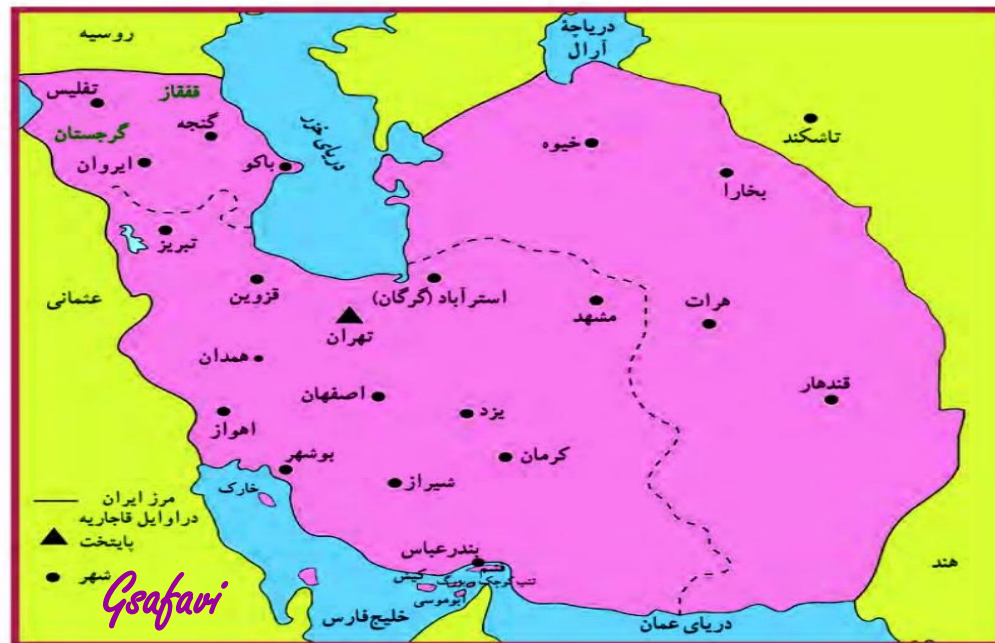 روسیه
دریاچهٔ
آرال
تفلیس
قفقاز
گرجستان
گنجه
ایروان
باکو
دریای خزر
خیوه
تاشکند
بخارا
تبریز
عثمانی
قزوین
استرآباد (گرگان)
مشهد
هرات
تهران
همدان
اصفهان
یزد
قندهار
اهواز
بوشهر
کرمان
شیراز
خارک
مرز ایران
دراوایل قاجاریه
پایتخت
شهر
Gsafavi
بندرعباس
قشم
کیش
تنب کوچک و بزرگ
ابوموسی
خلیج فارس
دریای عمان
هند